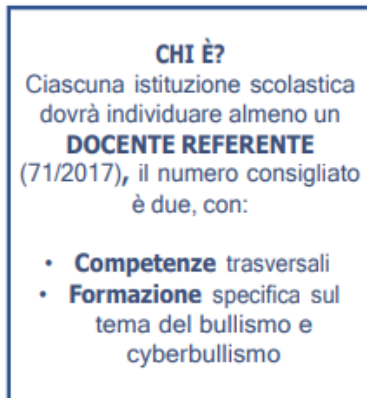 CHI È?
Ciascuna istituzione scolastica
dovrà individuare almeno un
DOCENTE REFERENTE
(71/2017), il numero consigliato
è due, con:
• Competenze trasversali
• Formazione specifica sul
tema del bullismo e
cyberbullismo